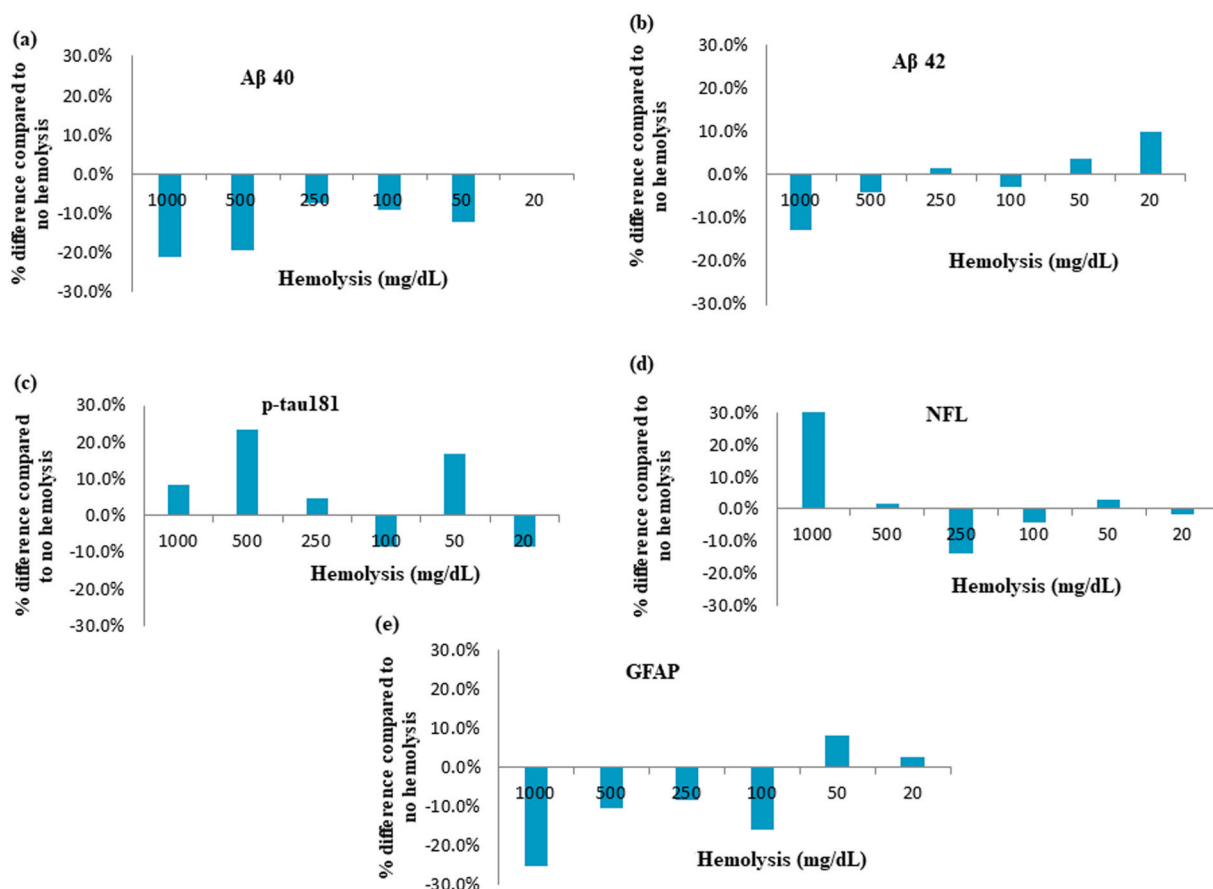 (a)
% difference compared to
no hemolysis
30.0%
20.0%
10.0%
0.0%
-10.0%
-20.0%
-30.0%
Aβ 40
1000 500 250 100 50 20
Hemolysis (mg/dL)
(b)
% difference compared to
no hemolysis
30.0%
20.0%
10.0%
0.0%
-10.0%
-20.0%
-30.0%
Aβ 42
1000 500 250 100 50 20
Hemolysis (mg/dL)
(c)
% difference compared
to no hemolysis
30.0%
20.0%
10.0%
0.0%
-10.0%
-20.0%
-30.0%
p-tau181
1000 500 250 100 50 20
Hemolysis (mg/dL)
(d)
% difference compared to
no hemolysis
30.0%
20.0%
10.0%
0.0%
-10.0%
-20.0%
-30.0%
NFL
1000 500 250 100 50 20
Hemolysis (mg/dL)
(e)
% difference compared to
no hemolysis
30.0%
20.0%
10.0%
0.0%
-10.0%
-20.0%
-30.0%
GFAP
1000 500 250 100 50 20
Hemolysis (mg/dL)